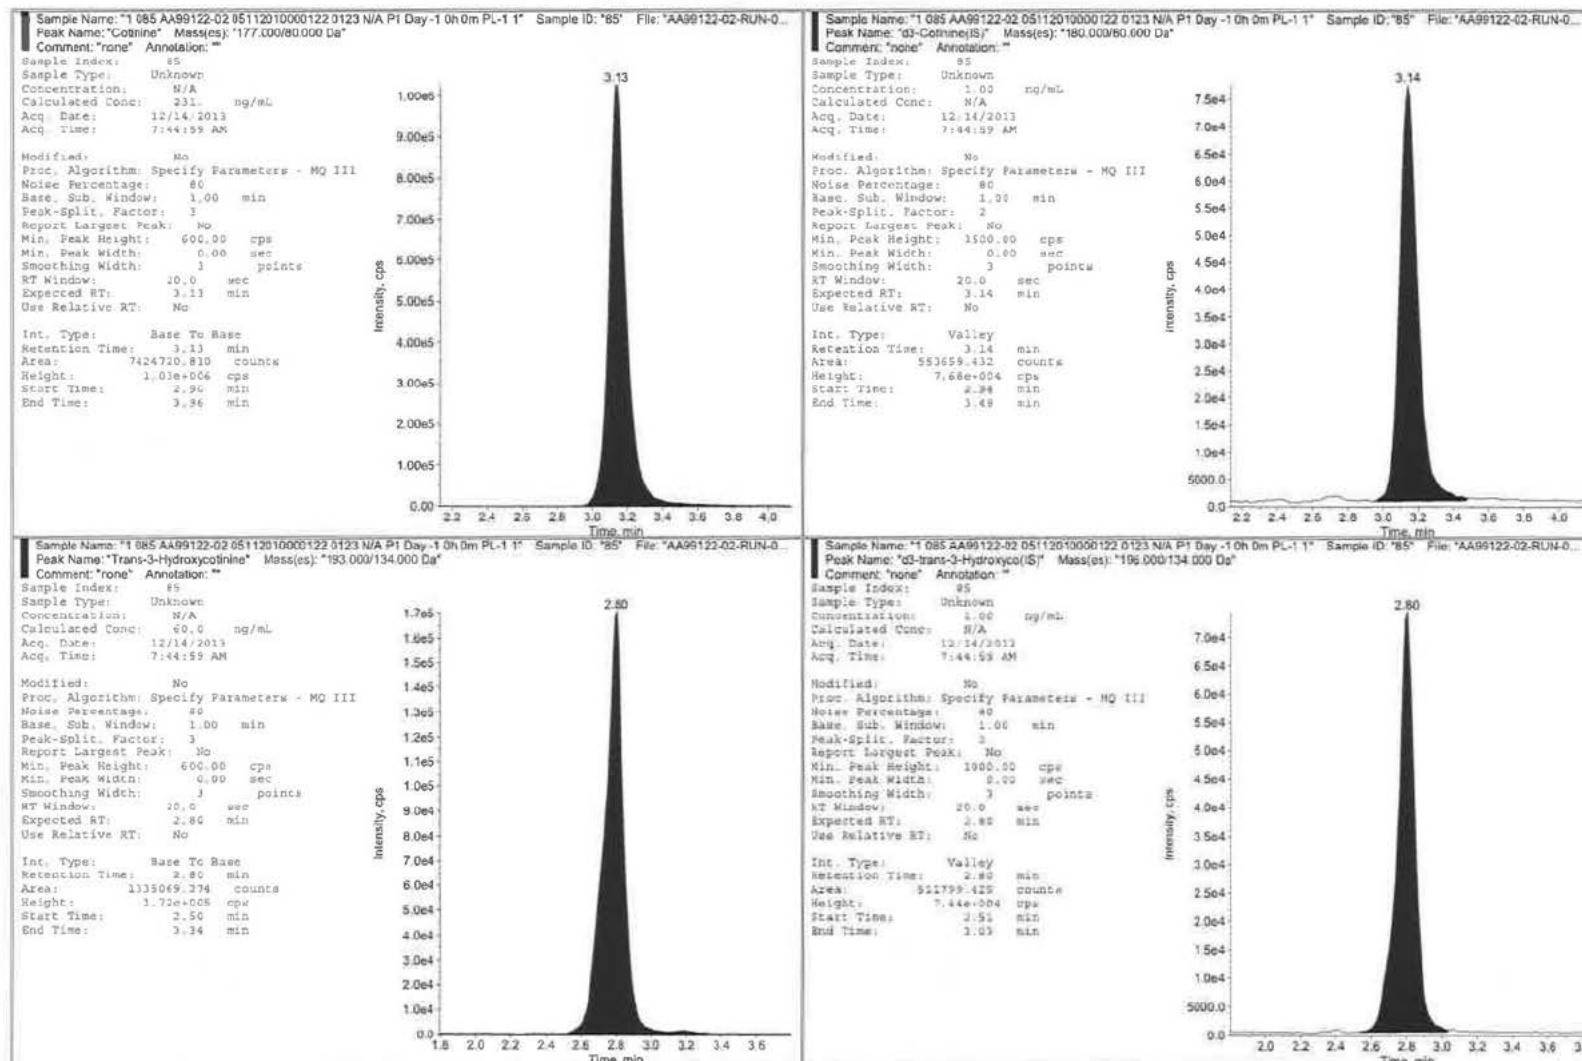 Sample Name: "1 085 AA99122-02 05112010000122 0123 N/A P1 Day -1 0h 0m PL-1 1" Sample ID: "85" File: "AA99122-02-RUN-0...
Peak Name: "Cotinine" Mass(es): "177.000/80.000 Da"
Comment: "none" Annotation: ""
Sample Index: 85
Sample Type: Unknown
Concentration: N/A
Calculated Conc: 231. ng/mL
Acq. Date: 12/14/2013
Acq. Time: 7:44:59 AM
Modified: No
Proc. Algorithm: Specify Parameters - MQ III
Noise Percentage: 80
Base. Sub. Window: 1.00 min
Peak-Split. Factor: 3
Report Largest Peak: No
Min. Peak Height: 600.00 cps
Min. Peak Width: 0.00 sec
Smoothing Width: 3 points
RT Window: 20.0 sec
Expected RT: 3.13 min
Use Relative RT: No
Int. Type: Base To Base
Retention Time: 3.13 min
Area: 7424720.810 counts
Height: 1.03e+006 cps
Start Time: 2.90 min
End Time: 3.96 min
3.13
1.00e6
9.00e5
8.00e5
7.00e5
6.00e5
5.00e5
4.00e5
3.00e5
2.00e5
1.00e5
0.00
Intensity, cps
2.2 2.4 2.6 2.8 3.0 3.2 3.4 3.6 3.8 4.0
Time, min
Sample Name: "1 085 AA99122-02 05112010000122 0123 N/A P1 Day -1 0h 0m PL-1 1" Sample ID: "85" File: "AA99122-02-RUN-0...
Peak Name: "d3-Cotinine(IS)" Mass(es): "180.000/80.000 Da"
Comment: "none" Annotation: ""
Sample Index: 85
Sample Type: Unknown
Concentration: 1.00 ng/mL
Calculated Conc: N/A
Acq. Date: 12/14/2013
Acq. Time: 7:44:59 AM
Modified: No
Proc. Algorithm: Specify Parameters - MQ III
Noise Percentage: 80
Base. Sub. Window: 1.00 min
Peak-Split. Factor: 2
Report Largest Peak: No
Min. Peak Height: 1500.00 cps
Min. Peak Width: 0.00 sec
Smoothing Width: 3 points
RT Window: 20.0 sec
Expected RT: 3.14 min
Use Relative RT: No
Int. Type: Valley
Retention Time: 3.14 min
Area: 553659.432 counts
Height: 7.68e+004 cps
Start Time: min
End Time: 3.49 min
3.14
7.5e4
7.0e4
6.5e4
6.0e4
5.5e4
5.0e4
4.5e4
4.0e4
3.5e4
3.0e4
2.5e4
2.0e4
1.5e4
1.0e4
5000.0
0.0
Intensity, cps
2.2 2.4 2.6 2.8 3.0 3.2 3.4 3.6 3.8 4.0
Time, min
Sample Name: "1 085 AA99122-02 05112010000122 0123 N/A P1 Day -1 0h 0m PL-1 1" Sample ID: "85" File: "AA99122-02-RUN-0...
Peak Name: "Trans-3-Hydroxycotinine" Mass(es): "193.000/134.000 Da"
Comment: "none" Annotation: ""
Sample Index: 85
Sample Type: Unknown
Concentration: N/A
Calculated Conc: 60.0 ng/mL
Acq. Date: 12/14/2013
Acq. Time: 7:44:59 AM
Modified: No
Proc. Algorithm: Specify Parameters - MQ III
Noise Percentage: 80
Base. Sub. Window: 1.00 min
Peak-Split. Factor: 3
Report Largest Peak: No
Min. Peak Height: 600.00 cps
Min. Peak Width: 0.00 sec
Smoothing Width: 3 points
RT Window: 20.0 sec
Expected RT: 2.80 min
Use Relative RT: No
Int. Type: Base To Base
Retention Time: 2.80 min
Area: 1335069.274 counts
Height: 1.72e+005 cps
Start Time: 2.50 min
End Time: 3.34 min
2.80
1.7e5
1.6e5
1.5e5
1.4e5
1.3e5
1.2e5
1.1e5
1.0e5
9.0e4
8.0e4
7.0e4
6.0e4
5.0e4
4.0e4
3.0e4
2.0e4
1.0e4
0.0
Intensity, cps
1.8 2.0 2.2 2.4 2.6 2.8 3.0 3.2 3.4 3.6
Time, min
Sample Name: "1 085 AA99122-02 05112010000122 0123 N/A P1 Day -1 0h 0m PL-1 1" Sample ID: "85" File: "AA99122-02-RUN-0...
Peak Name: "d3-trans-3-Hydroxyco(IS)" Mass(es): "196.000/134.000 Da"
Comment: "none" Annotation: ""
Sample Index: 85
Sample Type: Unknown
Concentration: 1.00 ng/mL
Calculated Conc: N/A
Acq. Date: 12/14/2013
Acq. Time: 7:44:59 AM
Modified: No
Proc. Algorithm: Specify Parameters - MQ III
Noise Percentage: 80
Base. Sub. Window: 1.00 min
Peak-Split. Factor: 3
Report Largest Peak: No
Min. Peak Height: cps
Min. Peak Width: 0.00 sec
Smoothing Width: 3 points
RT Window: 20.0 sec
Expected RT: 2.80 min
Use Relative RT: No
Int. Type: Valley
Retention Time: 2.80 min
Area: counts
Height: 7.44e+004 cps
Start Time: 2.51 min
End Time: 3.03 min
2.80
7.0e4
6.5e4
6.0e4
5.5e4
5.0e4
4.5e4
4.0e4
3.5e4
3.0e4
2.5e4
2.0e4
1.5e4
1.0e4
5000.0
0.0
Intensity, cps
2.0 2.2 2.4 2.6 2.8 3.0 3.2 3.4 3.6
Time, min